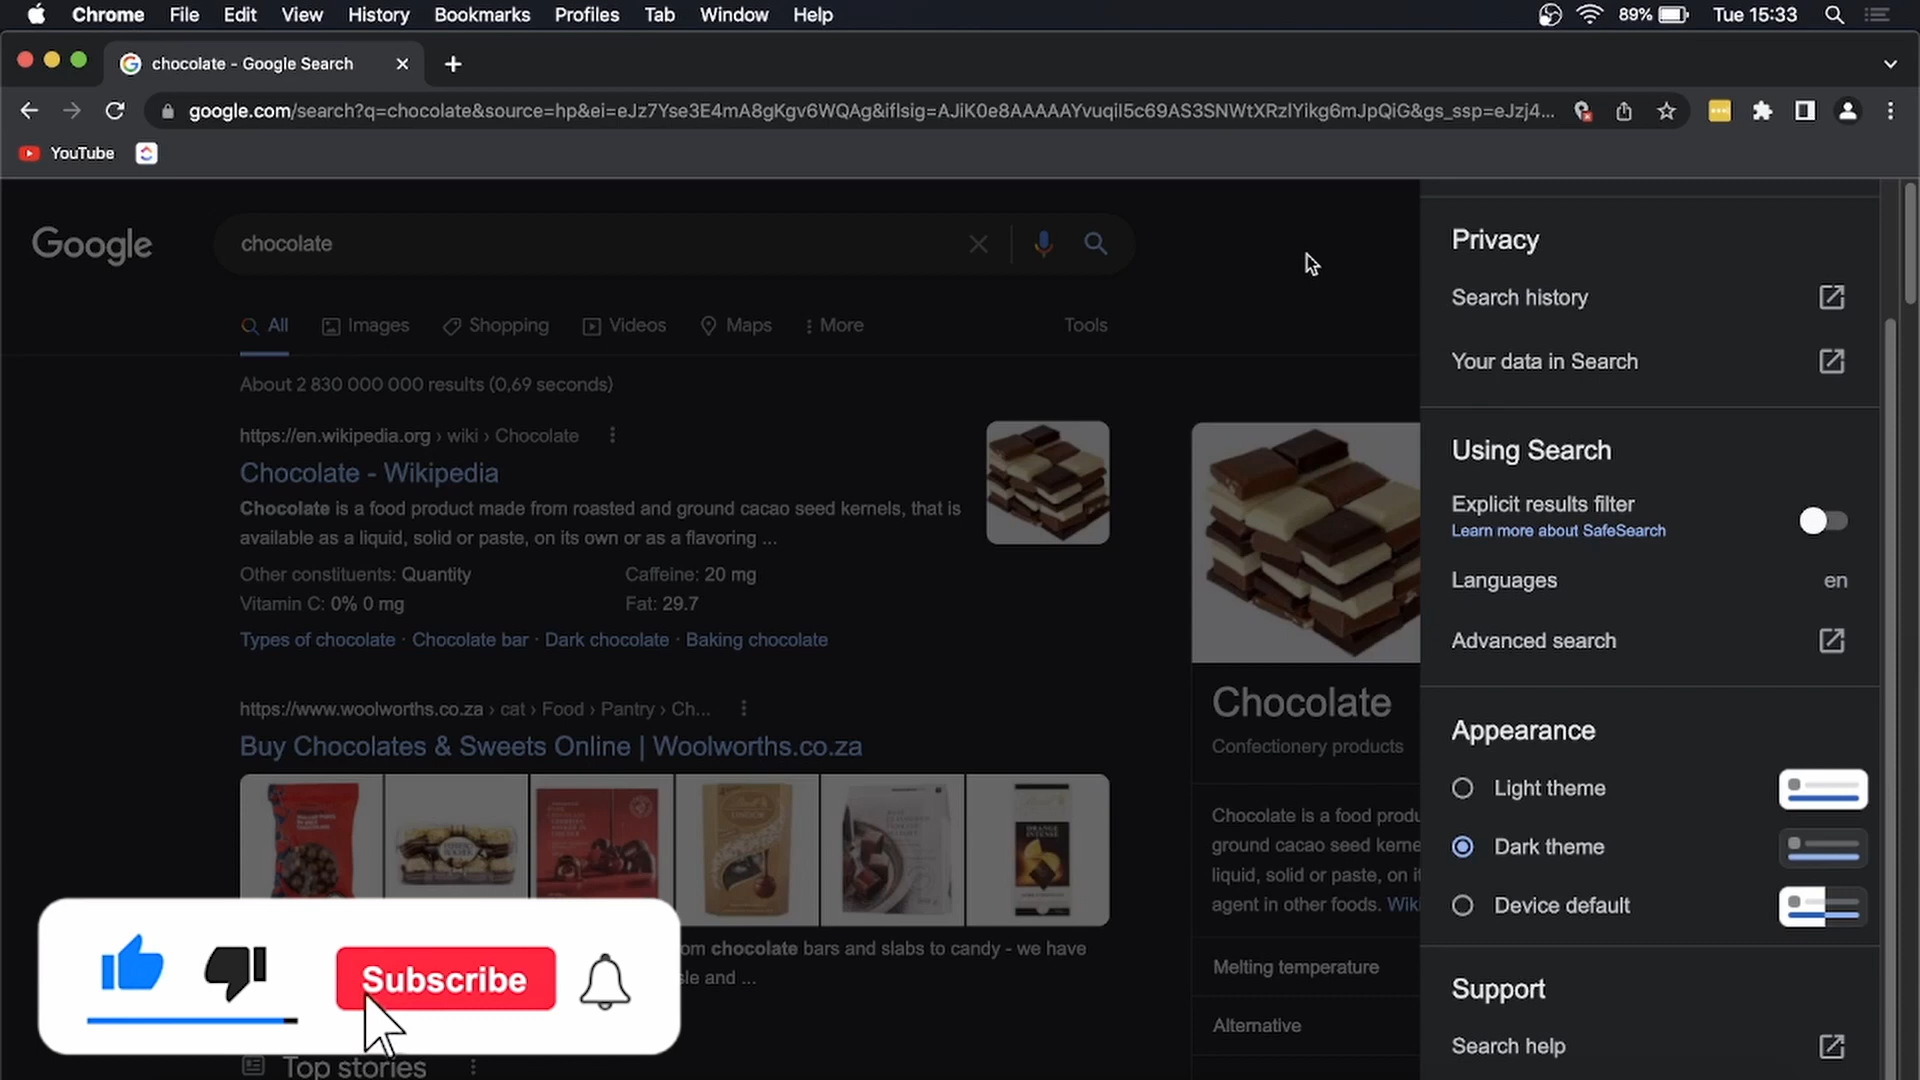 Chrome File Edit View History Bookmarks Profiles Tab Window Help 89% Tue 15:33
chocolate - Google Search
google.com/search?q=chocolate&source=hp&ei=eJz7Yse3E4mA8gKgv6WQAg&iflsig=AJiK0e8AAAAAYvuqiI5c69AS3SNWtXRzIYikg6mJpQiG&gs_ssp=eJzj4...
YouTube
Google
chocolate
All Images Shopping Videos Maps More Tools
About 2 830 000 000 results (0,69 seconds)
https://en.wikipedia.org › wiki › Chocolate
Chocolate - Wikipedia
Chocolate is a food product made from roasted and ground cacao seed kernels, that is
available as a liquid, solid or paste, on its own or as a flavoring ...
Other constituents: Quantity Caffeine: 20 mg
Vitamin C: 0% 0 mg Fat: 29.7
Types of chocolate · Chocolate bar · Dark chocolate · Baking chocolate
https://www.woolworths.co.za › cat › Food › Pantry › Ch...
Buy Chocolates & Sweets Online | Woolworths.co.za
om chocolate bars and slabs to candy - we have
sle and ...
Top stories
Chocolate
Confectionery products
Chocolate is a food produ
ground cacao seed kerne
liquid, solid or paste, on it
agent in other foods. Wiki
Melting temperature
Alternative
Privacy
Search history
Your data in Search
Using Search
Explicit results filter
Learn more about SafeSearch
Languages en
Advanced search
Appearance
Light theme
Dark theme
Device default
Support
Search help
Subscribe